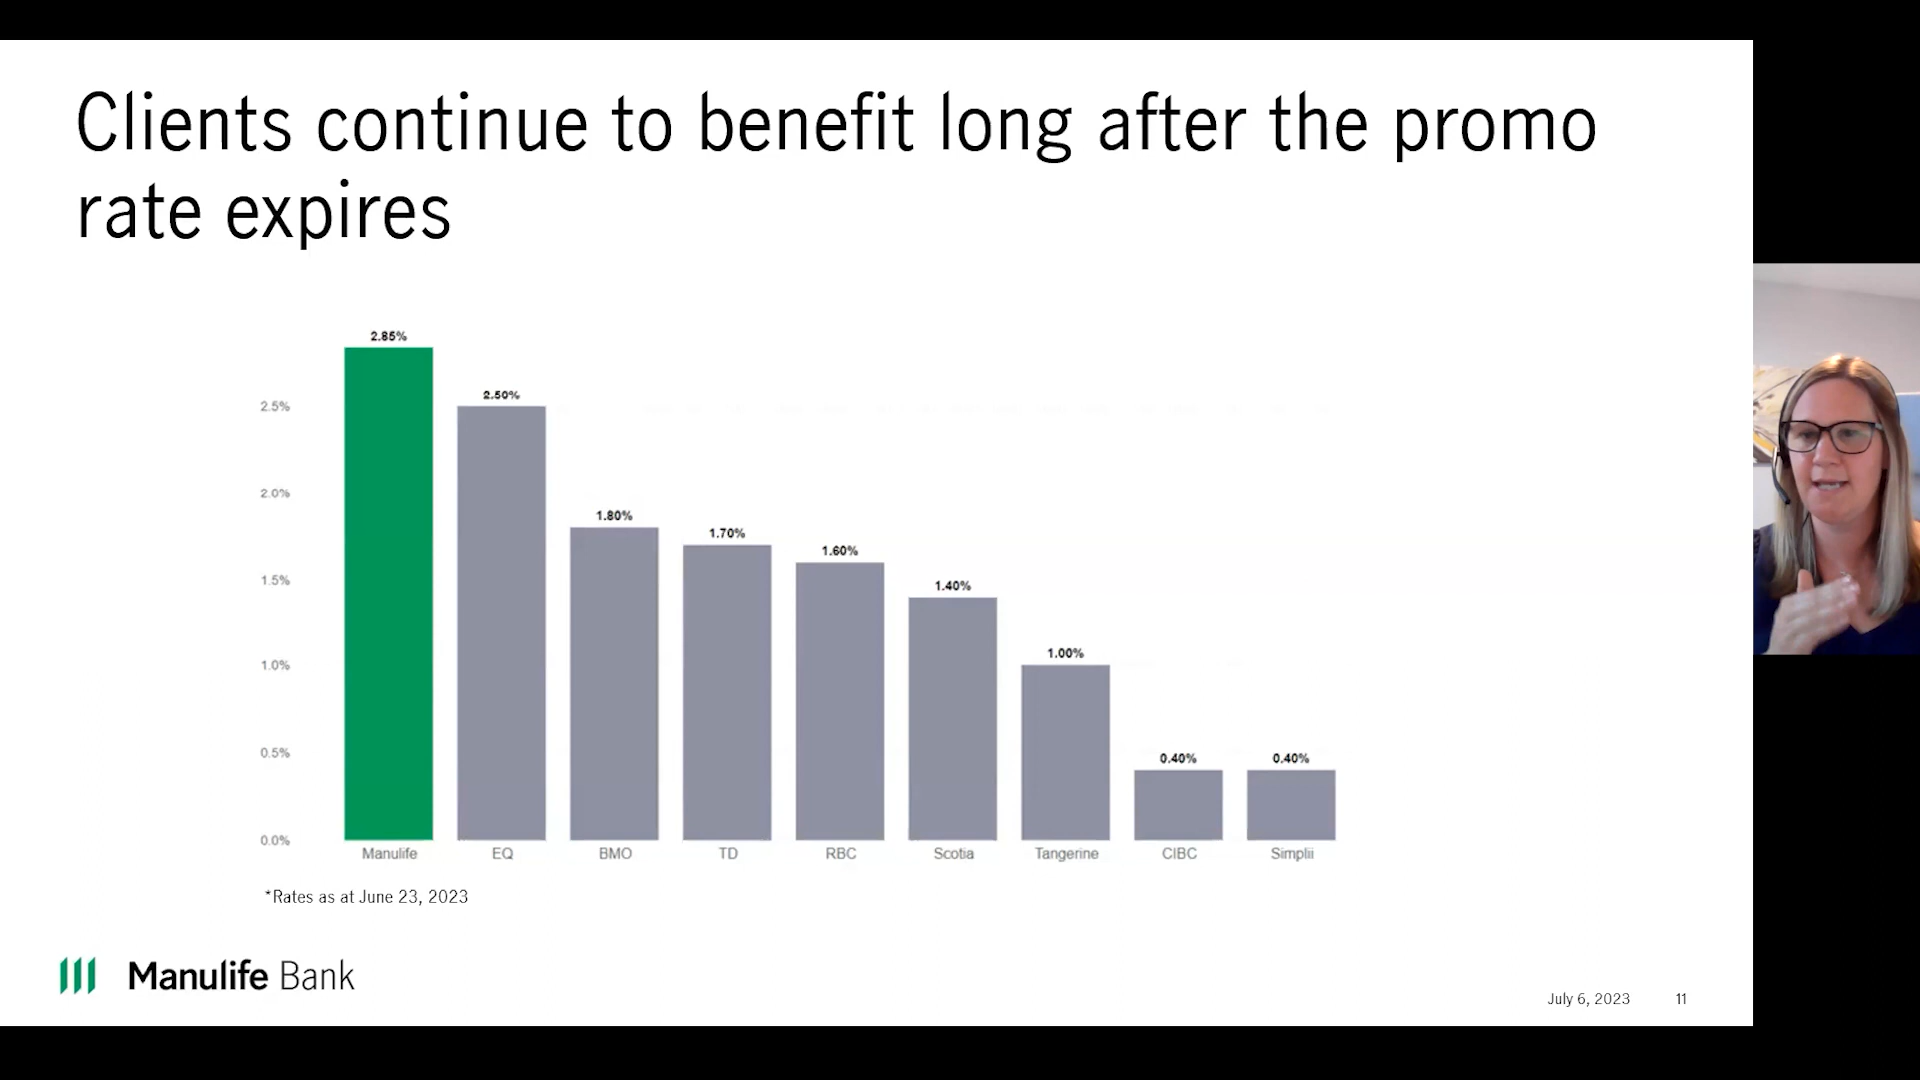 Clients continue to benefit long after the promo
rate expires
2.85%
2.50%
1.80%
1.70%
1.60%
1.40%
1.00%
0.40%
0.40%
2.5%
2.0%
1.5%
1.0%
0.5%
0.0%
Manulife EQ BMO TD RBC Scotia Tangerine CIBC Simplii
*Rates as at June 23, 2023
Manulife Bank
July 6, 2023 11